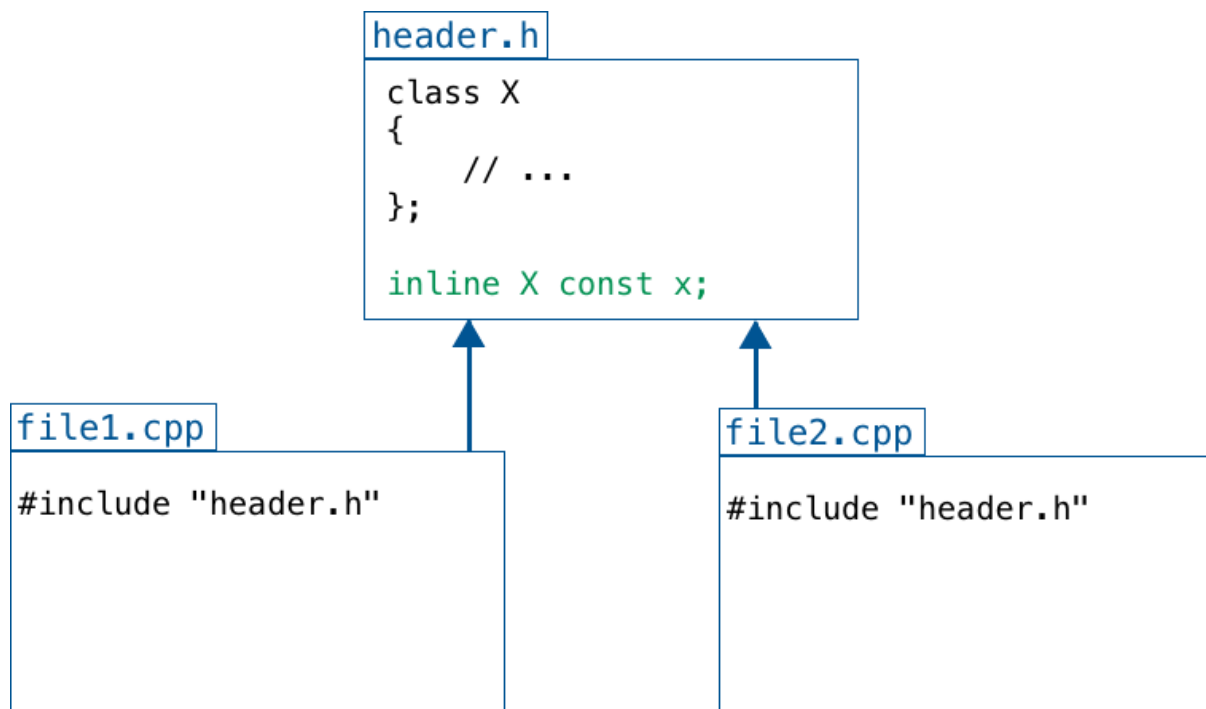 header.h
class X
{
    // ...
};
inline X const x;
file1.cpp
#include "header.h"
file2.cpp
#include "header.h"